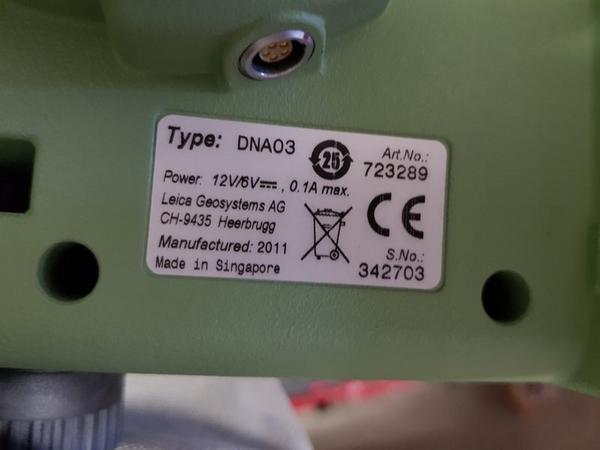 Type: DNA03
25
Art.No.:
723289
Power: 12V/6V⎓, 0.1A max.
Leica Geosystems AG
CH-9435 Heerbrugg
Manufactured: 2011
Made in Singapore
CE
S.No.:
342703